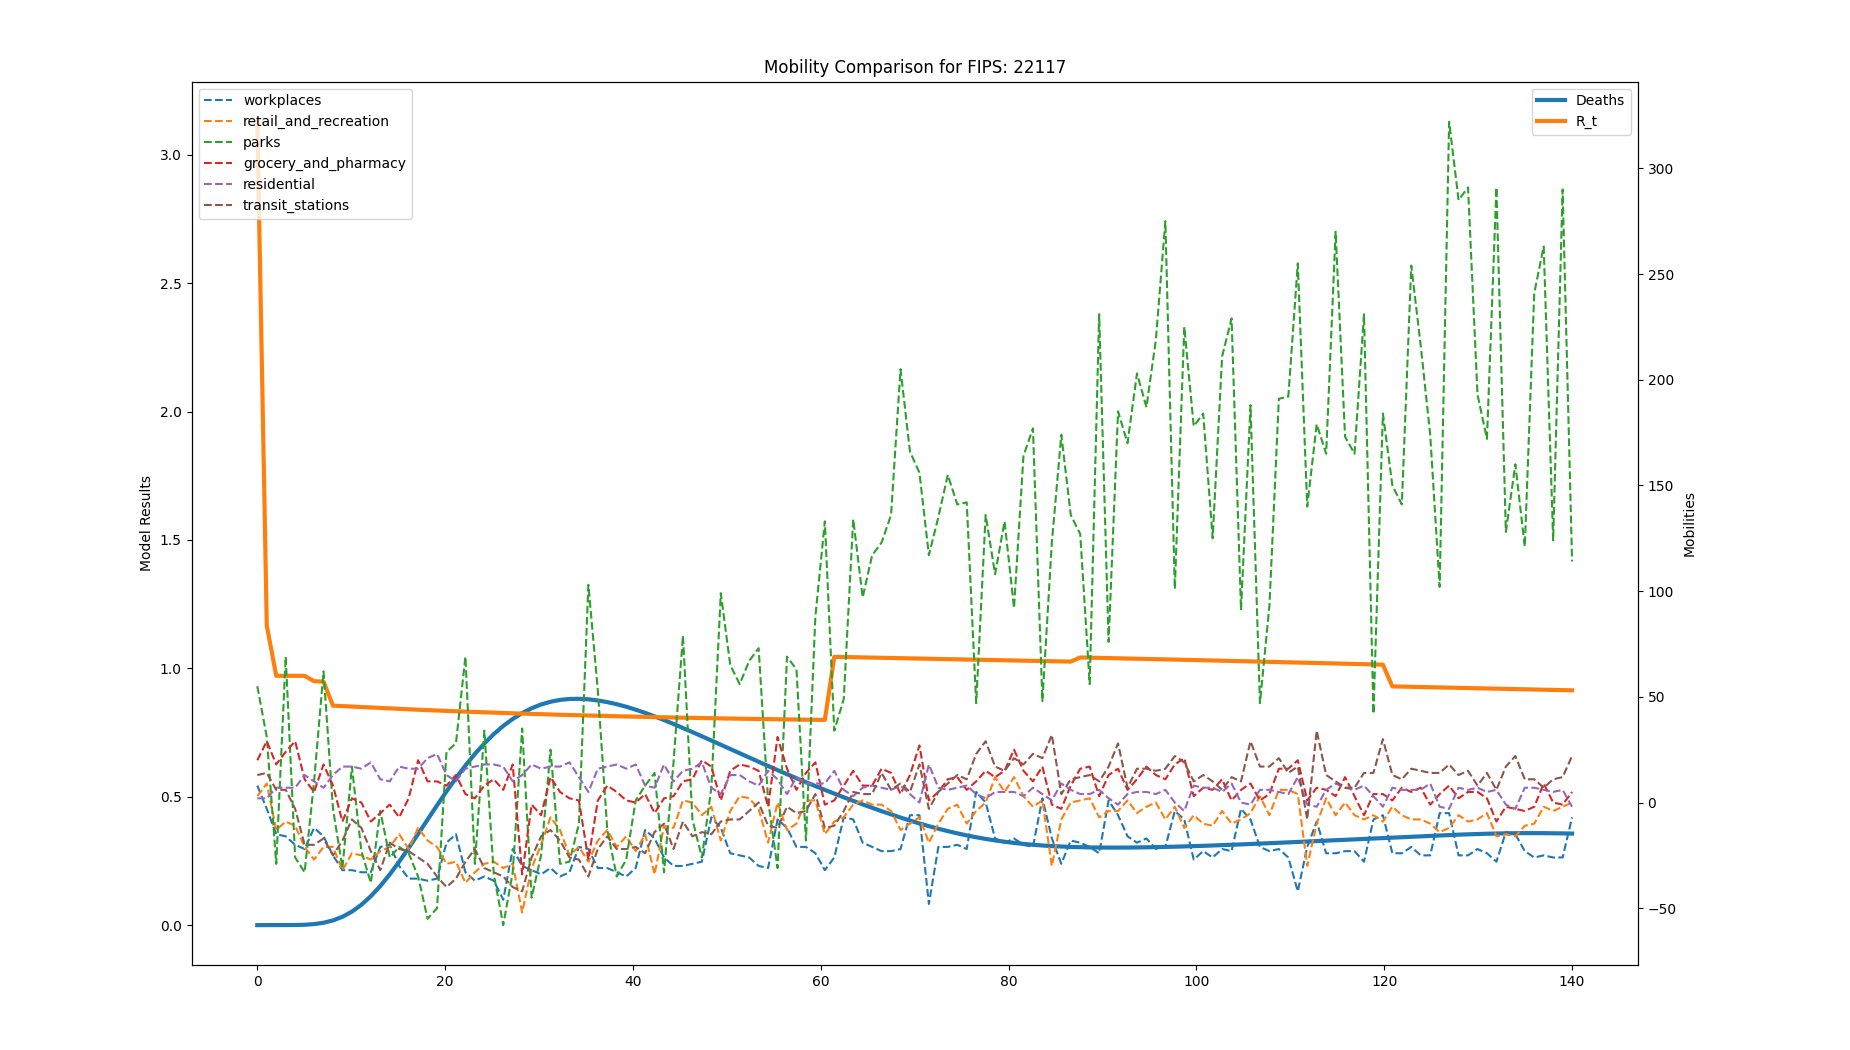 Mobility Comparison for FIPS: 22117
workplaces
retail_and_recreation
parks
grocery_and_pharmacy
residential
transit_stations
Deaths
R_t
Model Results
3.0
2.5
2.0
1.5
1.0
0.5
0.0
Mobilities
300
250
200
150
100
50
0
−50
0 20 40 60 80 100 120 140